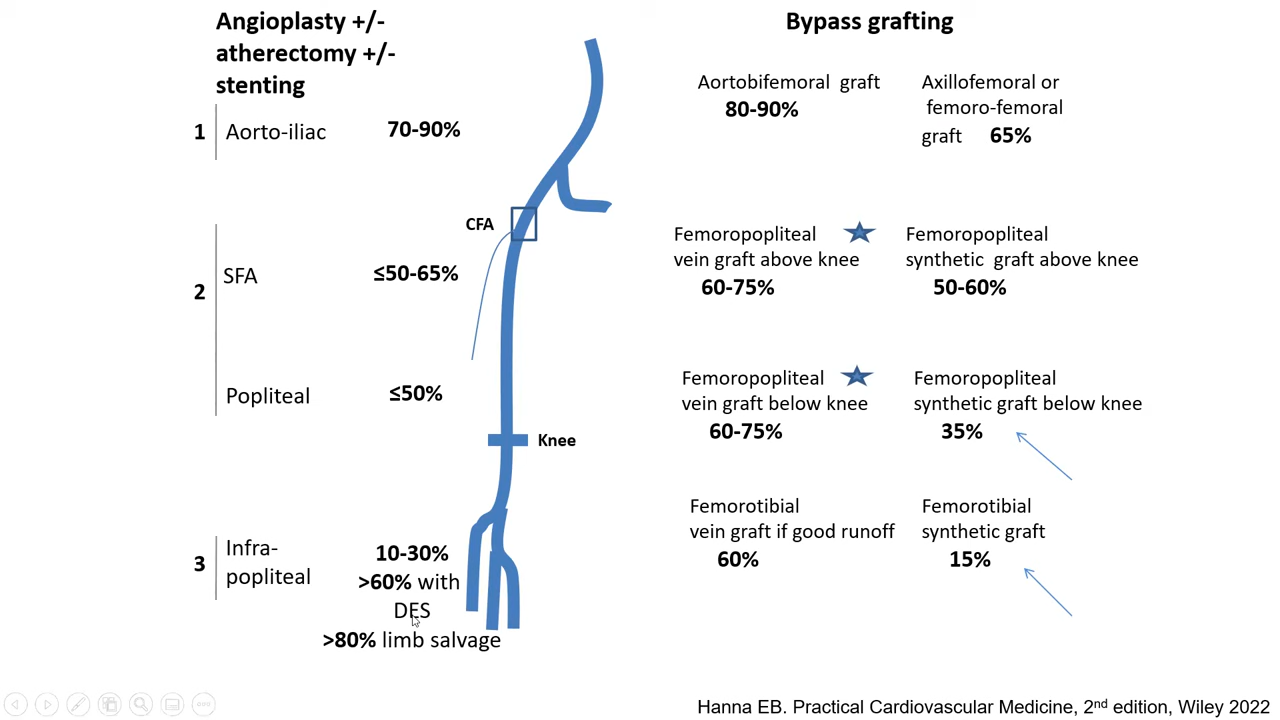 Angioplasty +/-
atherectomy +/-
stenting
1
Aorto-iliac
70-90%
2
SFA
≤50-65%
Popliteal
≤50%
3
Infra-
popliteal
10-30%
>60% with
DES
>80% limb salvage
CFA
Knee
Bypass grafting
Aortobifemoral graft
80-90%
Axillofemoral or
femoro-femoral
graft 65%
Femoropopliteal
vein graft above knee
60-75%
Femoropopliteal
synthetic graft above knee
50-60%
Femoropopliteal
vein graft below knee
60-75%
Femoropopliteal
synthetic graft below knee
35%
Femorotibial
vein graft if good runoff
60%
Femorotibial
synthetic graft
15%
Hanna EB. Practical Cardiovascular Medicine, 2nd edition, Wiley 2022